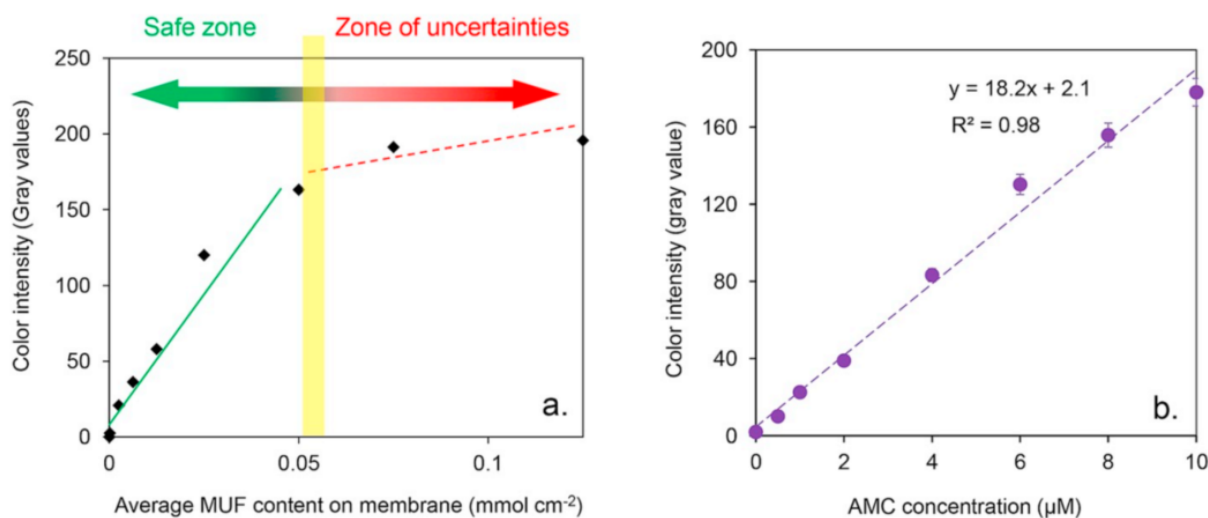 Safe zone
Zone of uncertainties
250
200
150
100
50
0
0
0.05
0.1
Color intensity (Gray values)
Average MUF content on membrane (mmol cm⁻²)
a.
200
160
120
80
40
0
0
2
4
6
8
10
y = 18.2x + 2.1
R² = 0.98
Color intensity (gray value)
AMC concentration (µM)
b.